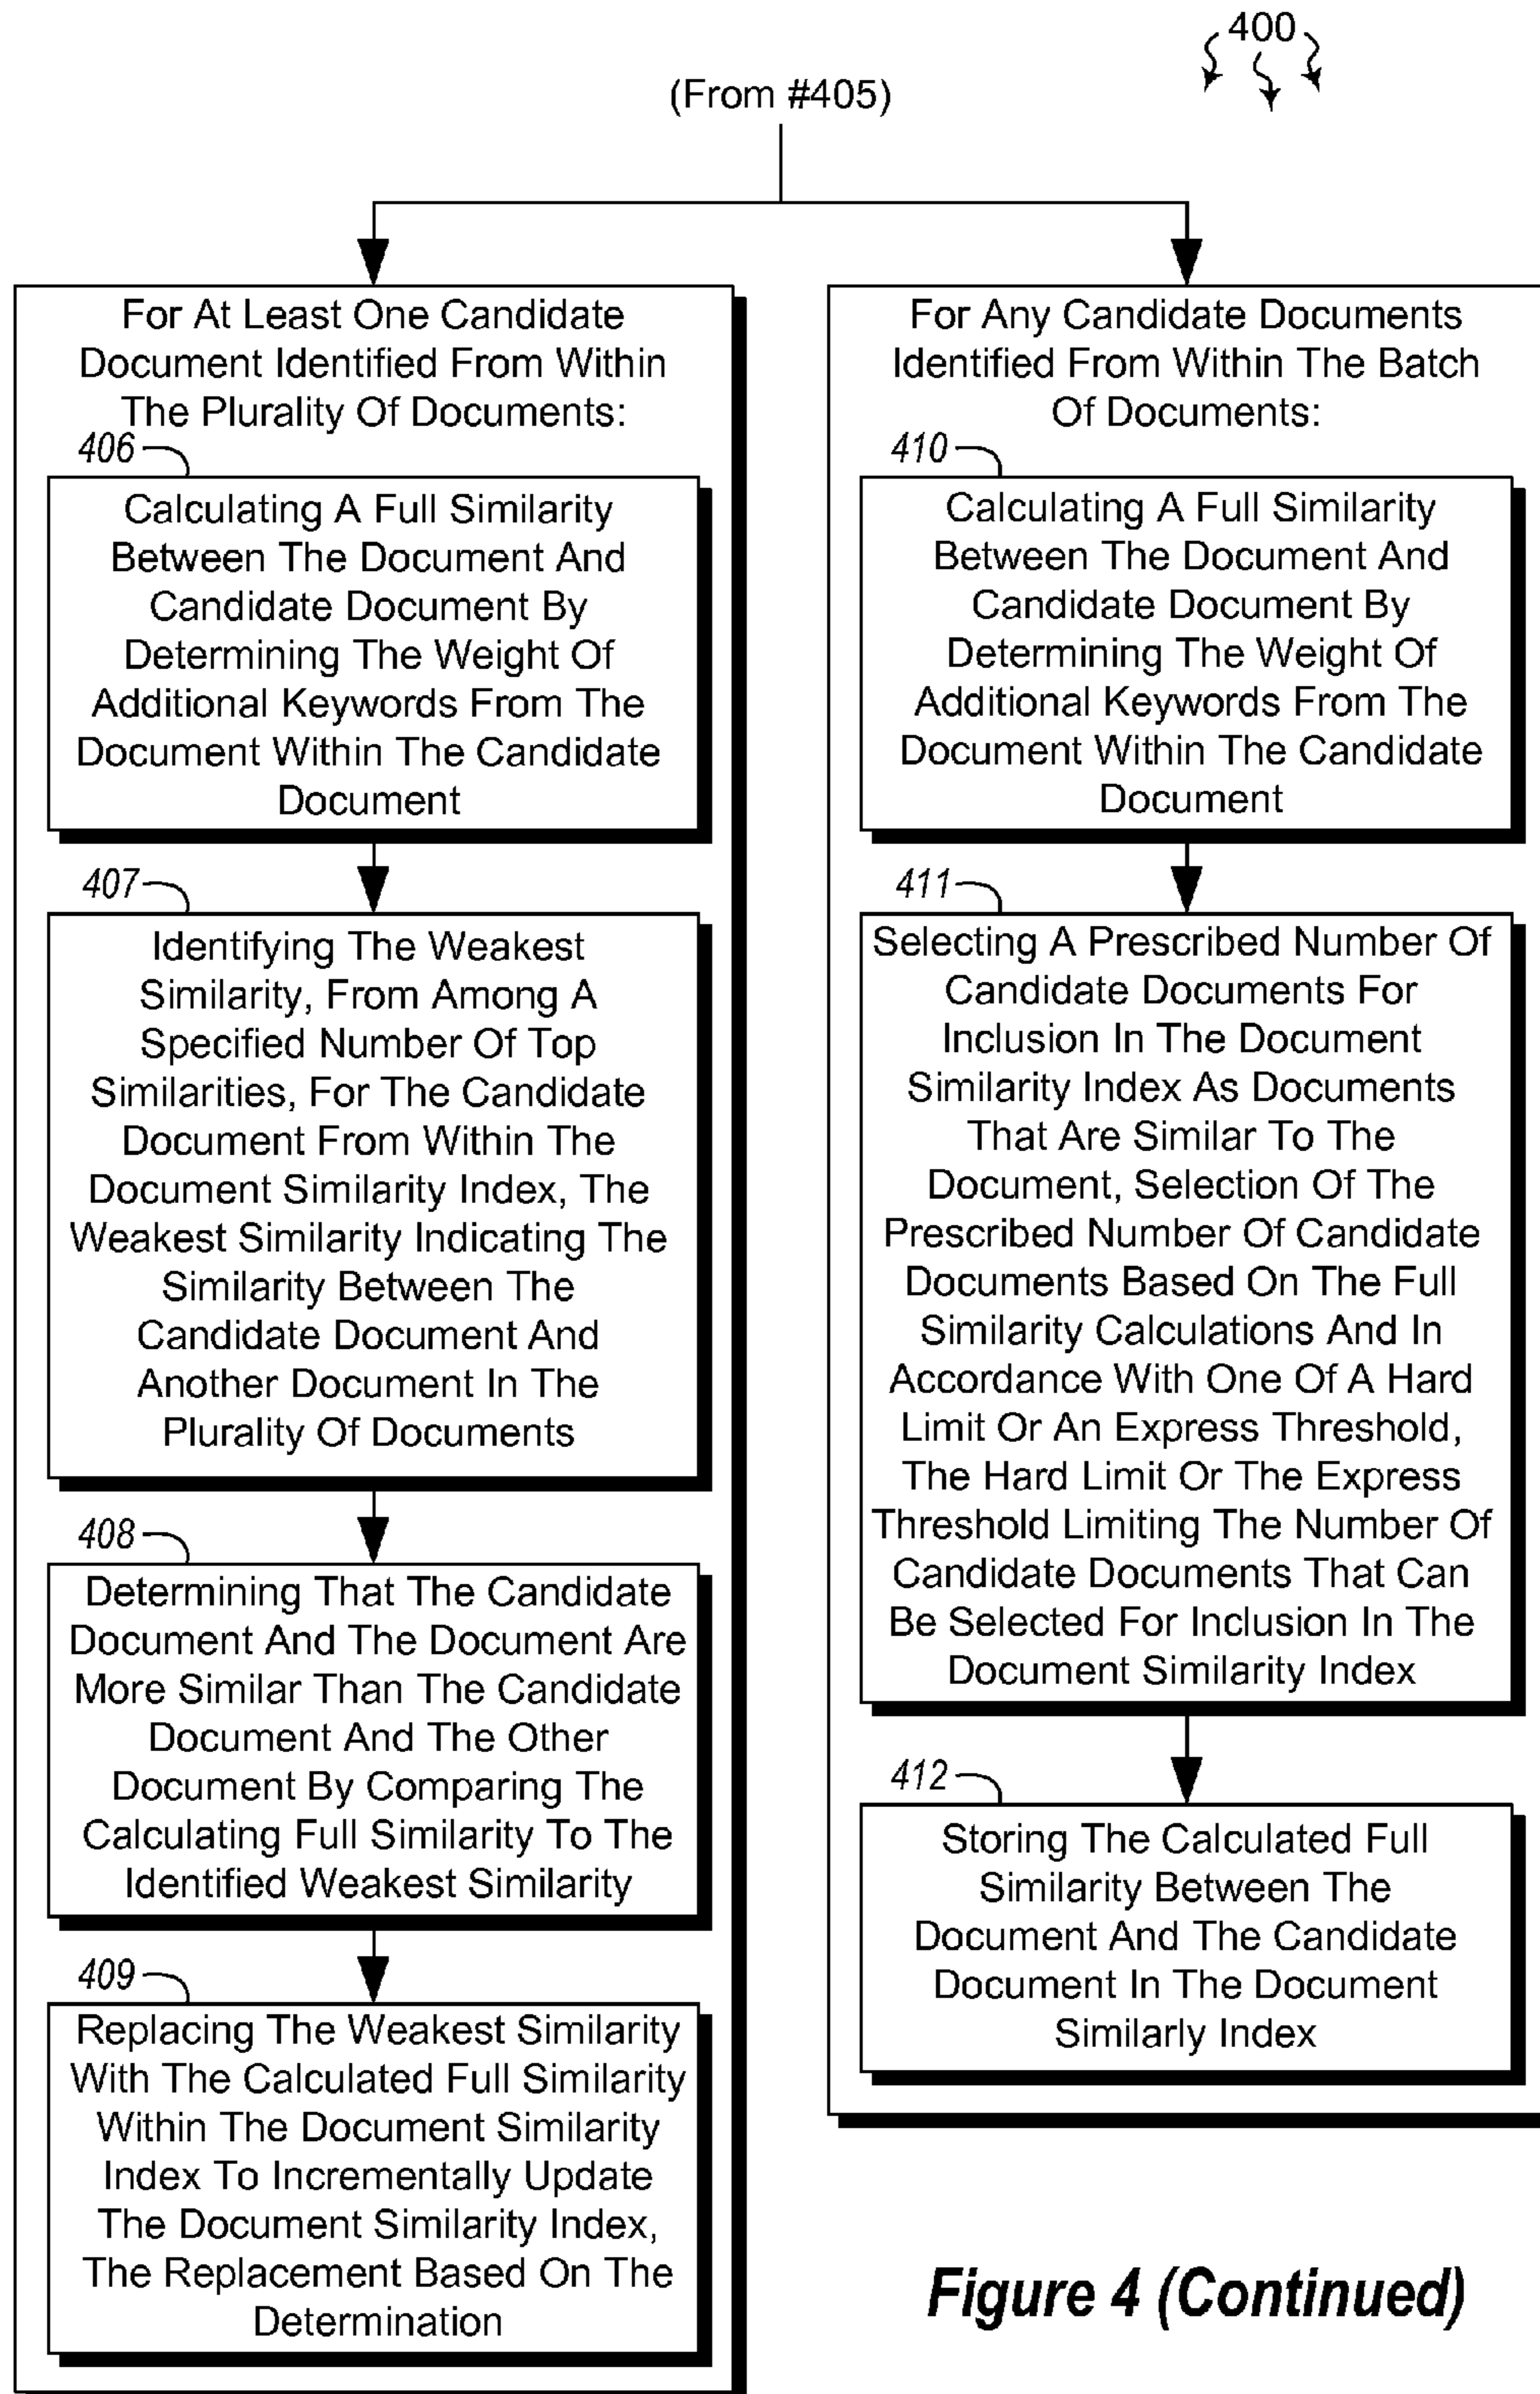 400
(From #405)
For At Least One Candidate
Document Identified From Within
The Plurality Of Documents:
406
Calculating A Full Similarity
Between The Document And
Candidate Document By
Determining The Weight Of
Additional Keywords From The
Document Within The Candidate
Document
407
Identifying The Weakest
Similarity, From Among A
Specified Number Of Top
Similarities, For The Candidate
Document From Within The
Document Similarity Index, The
Weakest Similarity Indicating The
Similarity Between The
Candidate Document And
Another Document In The
Plurality Of Documents
408
Determining That The Candidate
Document And The Document Are
More Similar Than The Candidate
Document And The Other
Document By Comparing The
Calculating Full Similarity To The
Identified Weakest Similarity
409
Replacing The Weakest Similarity
With The Calculated Full Similarity
Within The Document Similarity
Index To Incrementally Update
The Document Similarity Index,
The Replacement Based On The
Determination
For Any Candidate Documents
Identified From Within The Batch
Of Documents:
410
Calculating A Full Similarity
Between The Document And
Candidate Document By
Determining The Weight Of
Additional Keywords From The
Document Within The Candidate
Document
411
Selecting A Prescribed Number Of
Candidate Documents For
Inclusion In The Document
Similarity Index As Documents
That Are Similar To The
Document, Selection Of The
Prescribed Number Of Candidate
Documents Based On The Full
Similarity Calculations And In
Accordance With One Of A Hard
Limit Or An Express Threshold,
The Hard Limit Or The Express
Threshold Limiting The Number Of
Candidate Documents That Can
Be Selected For Inclusion In The
Document Similarity Index
412
Storing The Calculated Full
Similarity Between The
Document And The Candidate
Document In The Document
Similarly Index
Figure 4 (Continued)